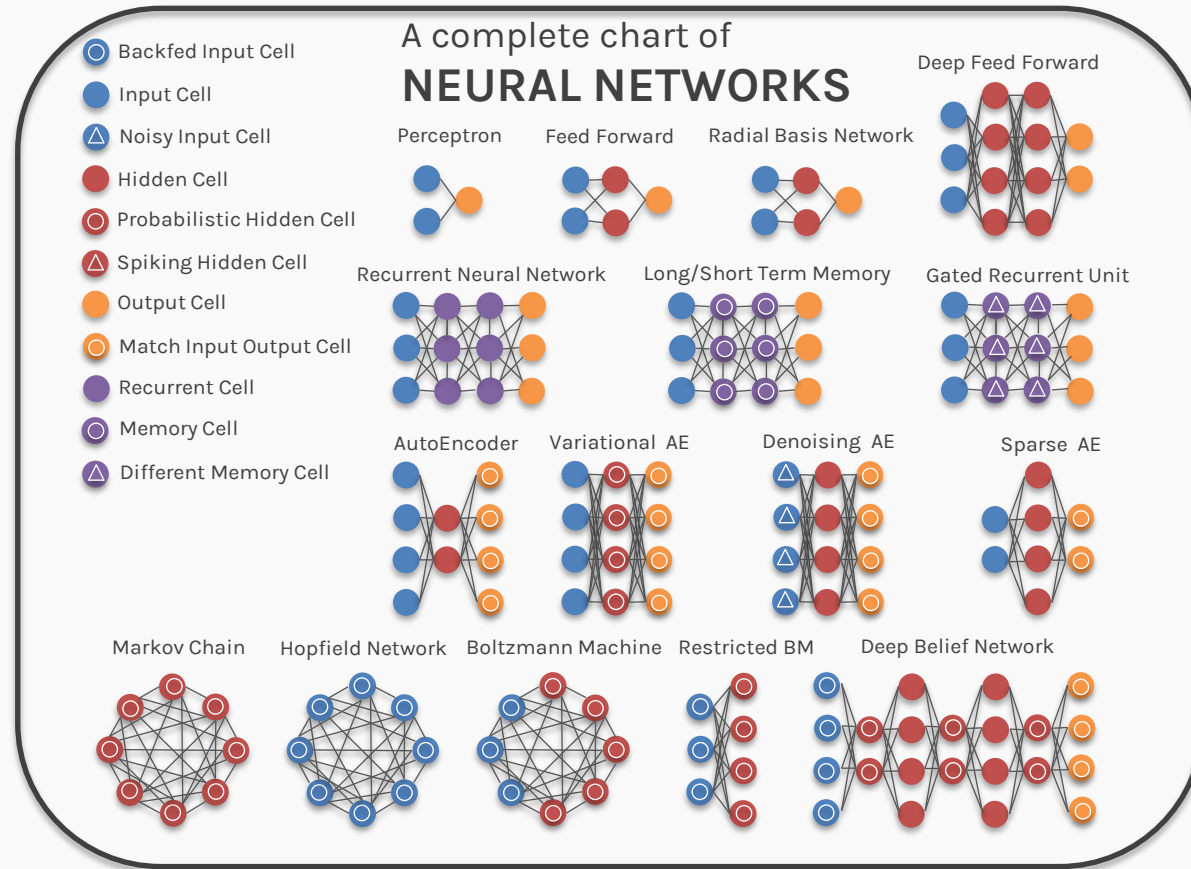 A complete chart of
NEURAL NETWORKS
Backfed Input Cell
Input Cell
Noisy Input Cell
Hidden Cell
Probabilistic Hidden Cell
Spiking Hidden Cell
Output Cell
Match Input Output Cell
Recurrent Cell
Memory Cell
Different Memory Cell
Perceptron
Feed Forward
Radial Basis Network
Deep Feed Forward
Recurrent Neural Network
Long/Short Term Memory
Gated Recurrent Unit
AutoEncoder
Variational AE
Denoising AE
Sparse AE
Markov Chain
Hopfield Network
Boltzmann Machine
Restricted BM
Deep Belief Network